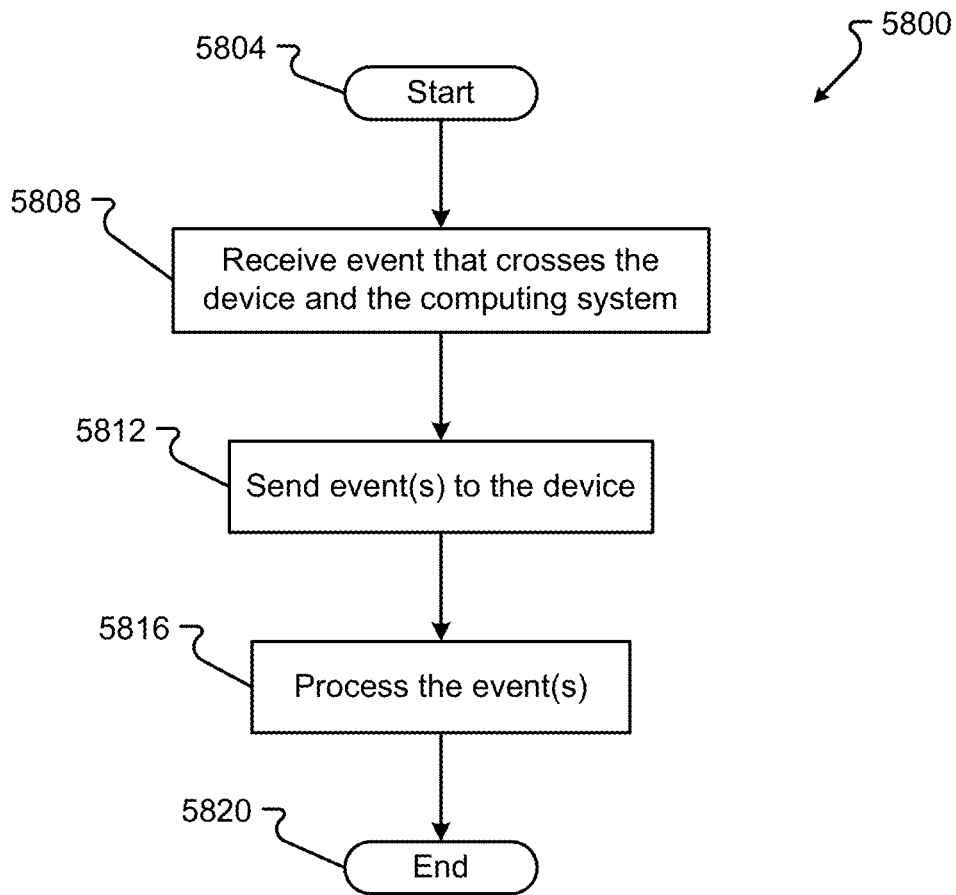 5800
5804
Start
5808
Receive event that crosses the
device and the computing system
5812
Send event(s) to the device
5816
Process the event(s)
5820
End